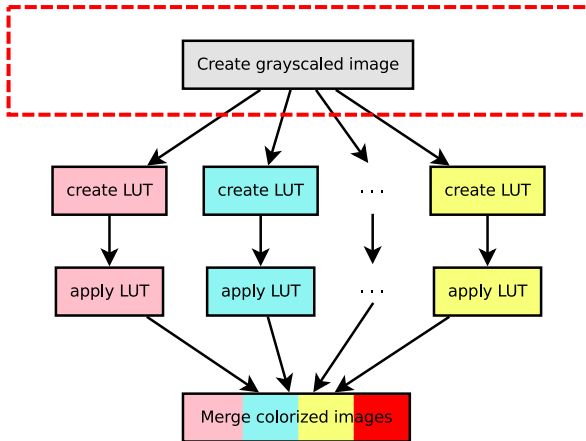 Create grayscaled image
create LUT
create LUT
...
create LUT
apply LUT
apply LUT
...
apply LUT
Merge colorized images